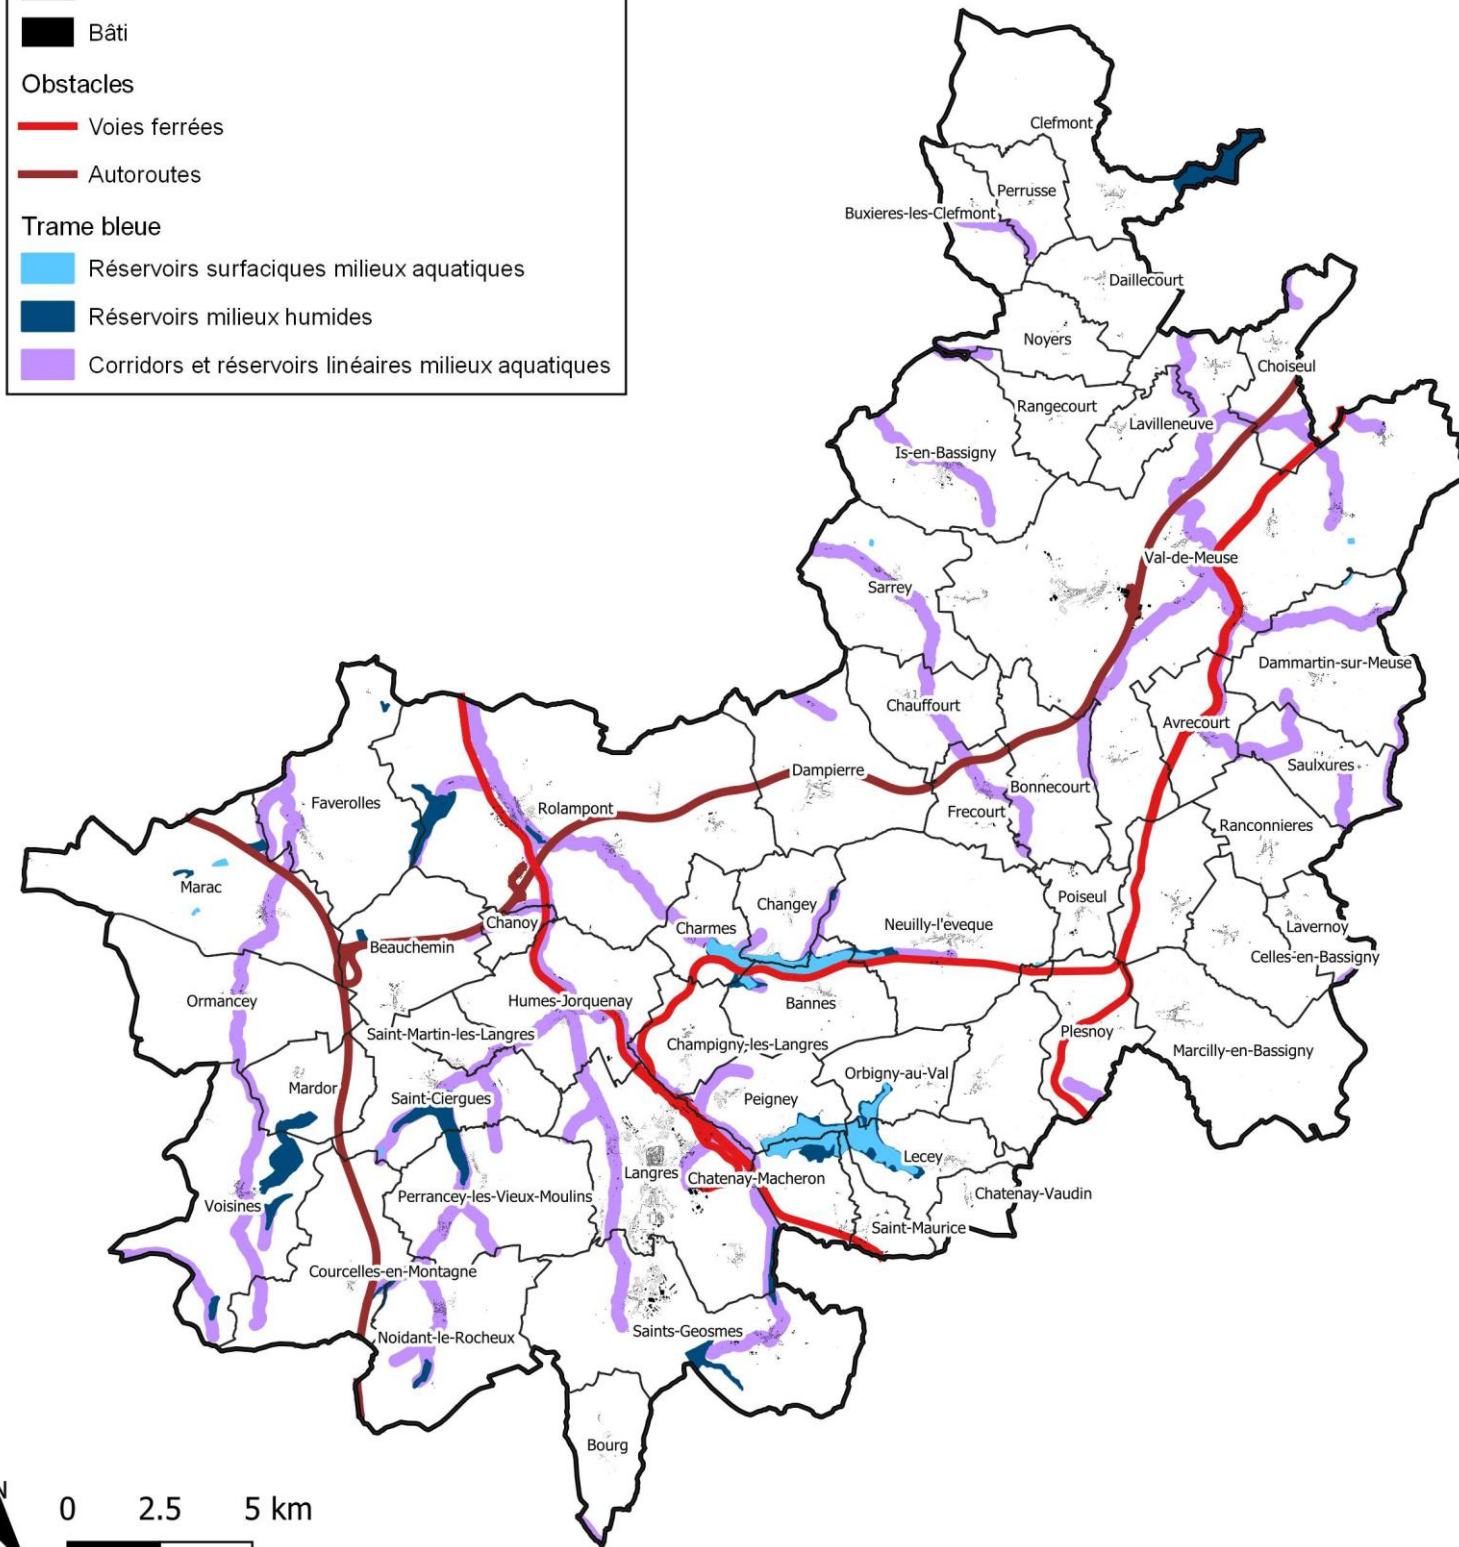 Bâti
Obstacles
Voies ferrées
Autoroutes
Trame bleue
Réservoirs surfaciques milieux aquatiques
Réservoirs milieux humides
Corridors et réservoirs linéaires milieux aquatiques
Clefmont
Perrusse
Buxieres-les-Clefmont
Daillecourt
Noyers
Choiseul
Rangecourt
Lavilleneuve
Is-en-Bassigny
Val-de-Meuse
Sarrey
Dammartin-sur-Meuse
Chauffourt
Avrecourt
Saulxures
Dampierre
Bonnecourt
Faverolles
Rolampont
Frecourt
Ranconnieres
Marac
Changey
Poiseul
Chanoy
Charmes
Neuilly-l'eveque
Lavernoy
Beauchemin
Celles-en-Bassigny
Ormancey
Humes-Jorquenay
Bannes
Saint-Martin-les-Langres
Plesnoy
Champigny-les-Langres
Marcilly-en-Bassigny
Orbigny-au-Val
Mardor
Saint-Ciergues
Peigney
Lecey
Langres
Chatenay-Macheron
Perrancey-les-Vieux-Moulins
Chatenay-Vaudin
Voisines
Saint-Maurice
Courcelles-en-Montagne
Saints-Geosmes
Noidant-le-Rocheux
Bourg
N
0 2.5 5 km